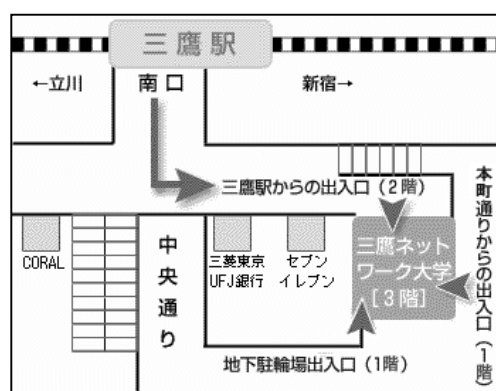 三鷹駅
←立川
南口
新宿→
三鷹駅からの出入口（2階）
本町通りからの出入口（1階）
CORAL
中央通り
三菱東京
UFJ銀行
セブン
イレブン
三鷹ネット
ワーク大学
[3階]
地下駐輪場出入口（1階）